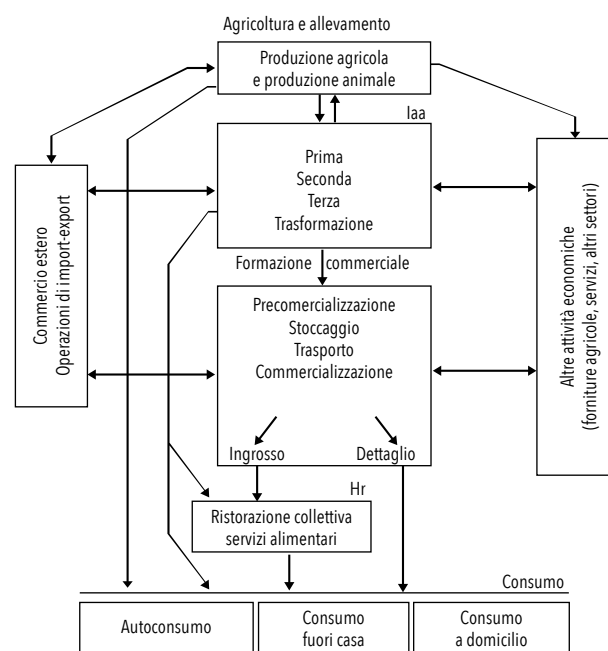 Agricoltura e allevamento
Produzione agricola
e produzione animale
Iaa
Prima
Seconda
Terza
Trasformazione
Commercio estero
Operazioni di import-export
Altre attività economiche
(forniture agricole, servizi, altri settori)
Formazione commerciale
Precomercializzazione
Stoccaggio
Trasporto
Commercializzazione
Ingrosso
Dettaglio
Hr
Ristorazione collettiva
servizi alimentari
Consumo
Autoconsumo
Consumo
fuori casa
Consumo
a domicilio